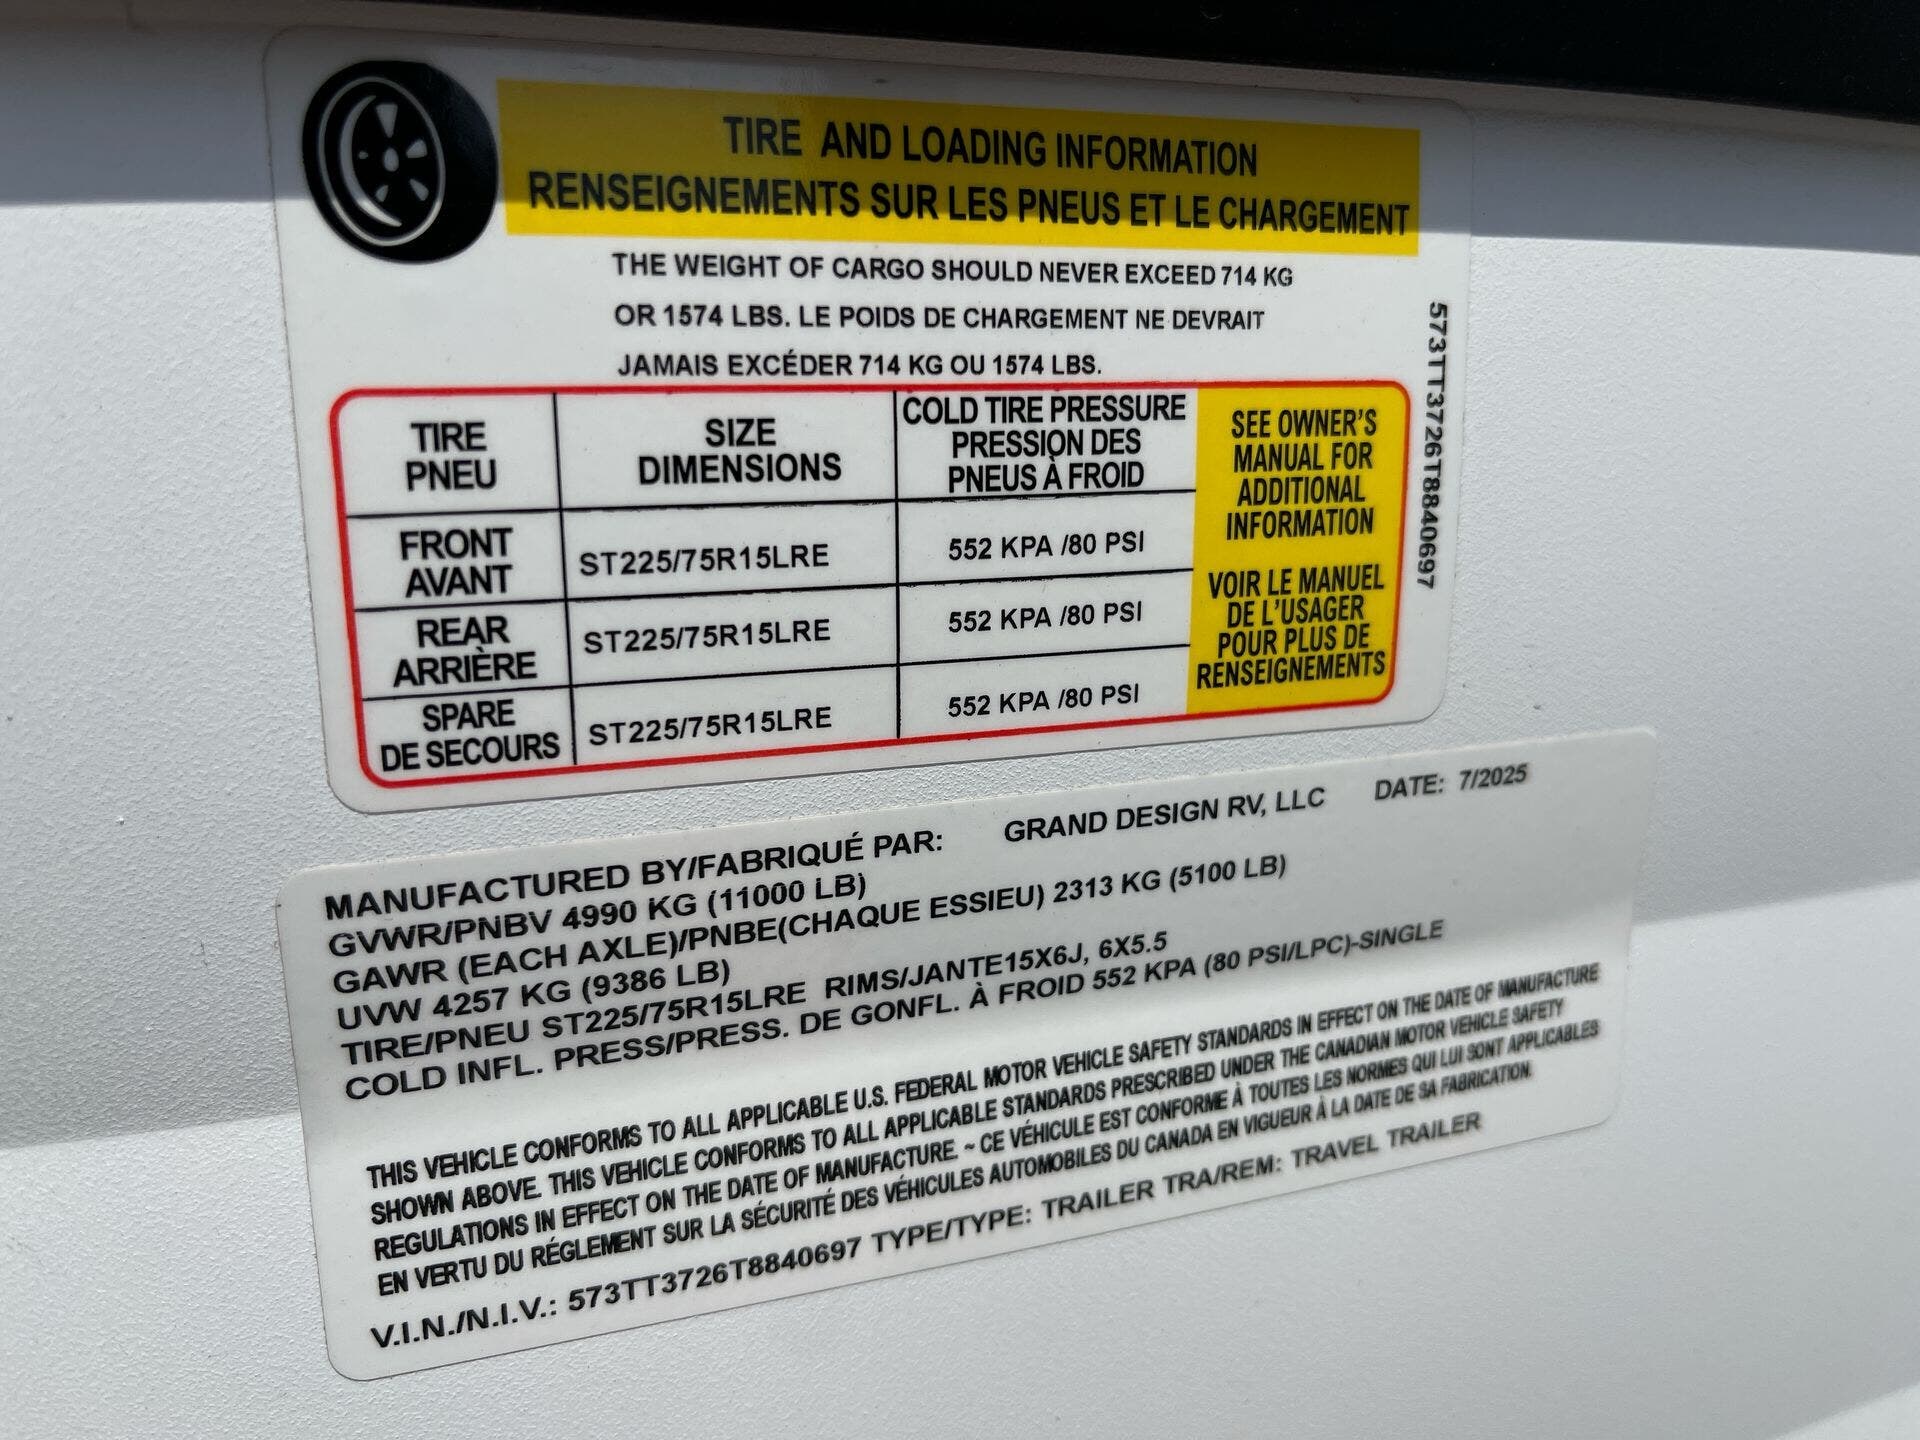 TIRE AND LOADING INFORMATION
RENSEIGNEMENTS SUR LES PNEUS ET LE CHARGEMENT
THE WEIGHT OF CARGO SHOULD NEVER EXCEED 714 KG
OR 1574 LBS. LE POIDS DE CHARGEMENT NE DEVRAIT
JAMAIS EXCÉDER 714 KG OU 1574 LBS.
TIRE
PNEU
SIZE
DIMENSIONS
COLD TIRE PRESSURE
PRESSION DES
PNEUS À FROID
FRONT
AVANT
ST225/75R15LRE
552 KPA /80 PSI
REAR
ARRIÈRE
ST225/75R15LRE
552 KPA /80 PSI
SPARE
DE SECOURS
ST225/75R15LRE
552 KPA /80 PSI
SEE OWNER'S
MANUAL FOR
ADDITIONAL
INFORMATION
VOIR LE MANUEL
DE L'USAGER
POUR PLUS DE
RENSEIGNEMENTS
573TT3726T8840697
MANUFACTURED BY/FABRIQUÉ PAR: GRAND DESIGN RV, LLC DATE: 7/2025
GVWR/PNBV 4990 KG (11000 LB)
GAWR (EACH AXLE)/PNBE(CHAQUE ESSIEU) 2313 KG (5100 LB)
UVW 4257 KG (9386 LB)
TIRE/PNEU ST225/75R15LRE RIMS/JANTE15X6J, 6X5.5
COLD INFL. PRESS/PRESS. DE GONFL. À FROID 552 KPA (80 PSI/LPC)-SINGLE
THIS VEHICLE CONFORMS TO ALL APPLICABLE U.S. FEDERAL MOTOR VEHICLE SAFETY STANDARDS IN EFFECT ON THE DATE OF MANUFACTURE
SHOWN ABOVE. THIS VEHICLE CONFORMS TO ALL APPLICABLE STANDARDS PRESCRIBED UNDER THE CANADIAN MOTOR VEHICLE SAFETY
REGULATIONS IN EFFECT ON THE DATE OF MANUFACTURE. ~ CE VÉHICULE EST CONFORME À TOUTES LES NORMES QUI LUI SONT APPLICABLES
EN VERTU DU RÉGLEMENT SUR LA SÉCURITÉ DES VÉHICULES AUTOMOBILES DU CANADA EN VIGUEUR À LA DATE DE SA FABRICATION.
V.I.N./N.I.V.: 573TT3726T8840697 TYPE/TYPE: TRAILER TRA/REM: TRAVEL TRAILER